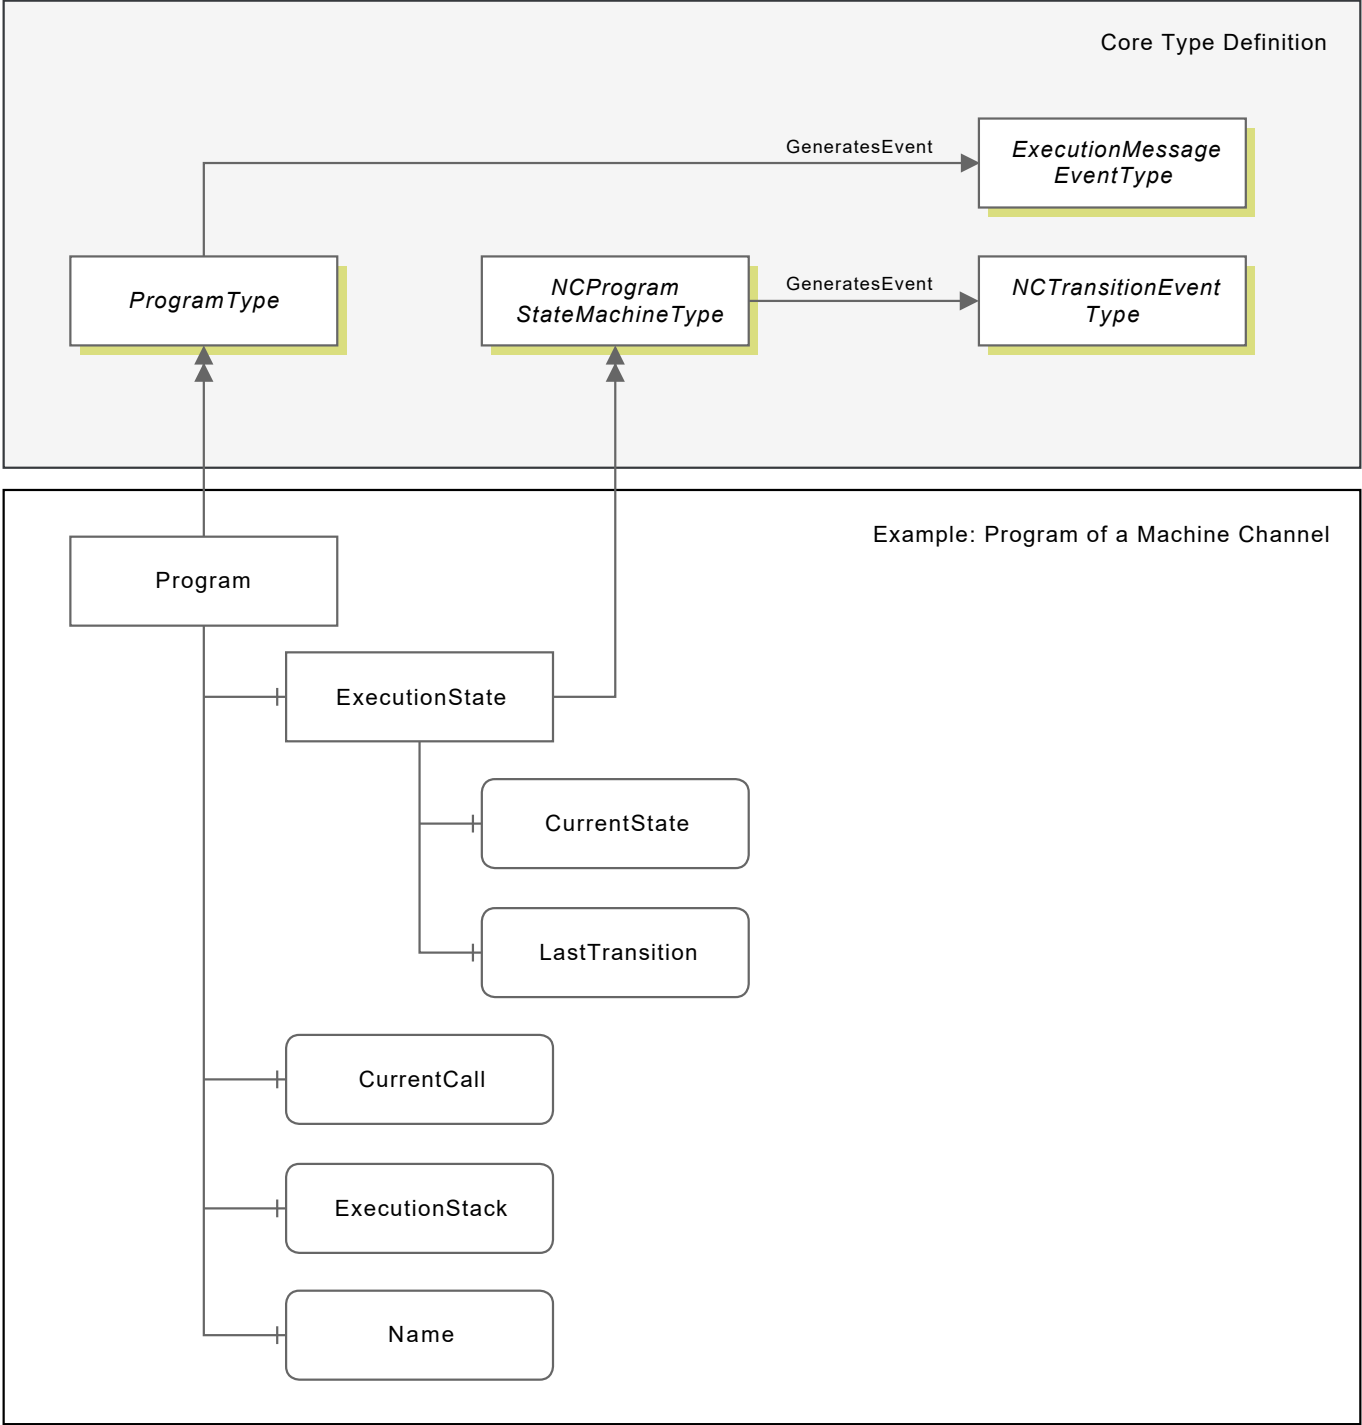 Core Type Definition
GeneratesEvent
ExecutionMessage
EventType
ProgramType
NCProgram
StateMachineType
GeneratesEvent
NCTransitionEvent
Type
Example: Program of a Machine Channel
Program
ExecutionState
CurrentState
LastTransition
CurrentCall
ExecutionStack
Name